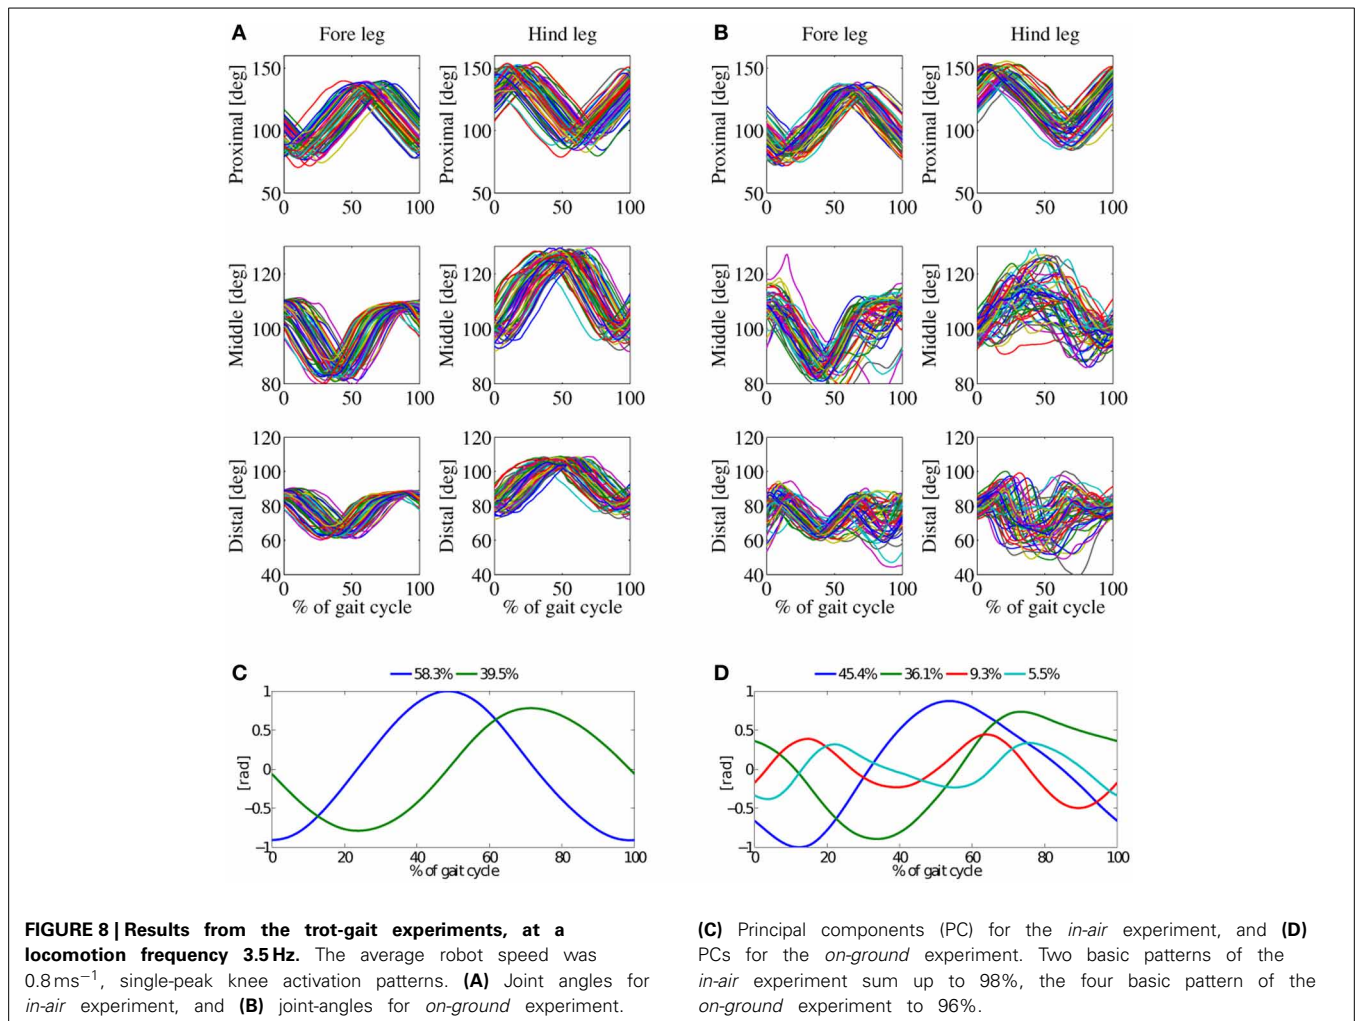 A
Fore leg
Hind leg
B
Fore leg
Hind leg
Proximal [deg]
150
100
50
0 50 100
Proximal [deg]
150
100
50
0 50 100
Proximal [deg]
150
100
50
0 50 100
Proximal [deg]
150
100
50
0 50 100
Middle [deg]
120
100
80
0 50 100
Middle [deg]
120
100
80
0 50 100
Middle [deg]
120
100
80
0 50 100
Middle [deg]
120
100
80
0 50 100
Distal [deg]
120
100
80
60
40
0 50 100
% of gait cycle
Distal [deg]
120
100
80
60
40
0 50 100
% of gait cycle
Distal [deg]
120
100
80
60
40
0 50 100
% of gait cycle
Distal [deg]
120
100
80
60
40
0 50 100
% of gait cycle
C
58.3% 39.5%
[rad]
1
0.5
0
−0.5
−1
0 20 40 60 80 100
% of gait cycle
D
45.4% 36.1% 9.3% 5.5%
[rad]
1
0.5
0
−0.5
−1
0 20 40 60 80 100
% of gait cycle
FIGURE 8 | Results from the trot-gait experiments, at a
locomotion frequency 3.5 Hz. The average robot speed was
0.8 ms−1, single-peak knee activation patterns. (A) Joint angles for
in-air experiment, and (B) joint-angles for on-ground experiment.
(C) Principal components (PC) for the in-air experiment, and (D)
PCs for the on-ground experiment. Two basic patterns of the
in-air experiment sum up to 98%, the four basic pattern of the
on-ground experiment to 96%.